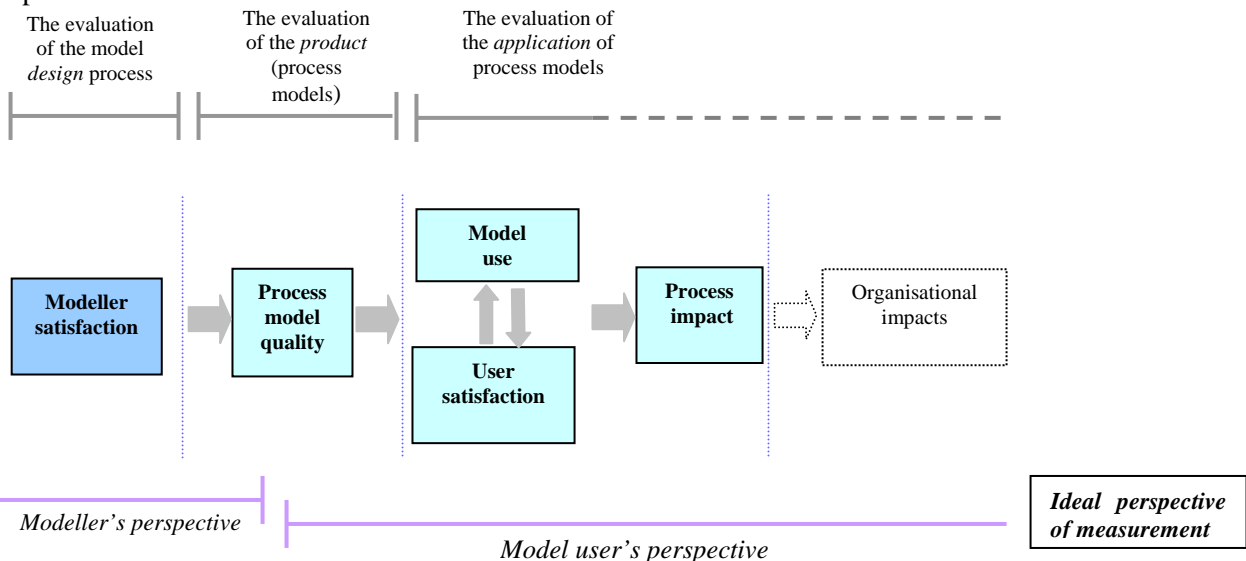 The evaluation
of the model
design process
The evaluation
of the product
(process
models)
The evaluation of
the application of
process models
Modeller
satisfaction
Process
model
quality
Model
use
User
satisfaction
Process
impact
Organisational
impacts
Modeller's perspective
Model user's perspective
Ideal perspective
of measurement